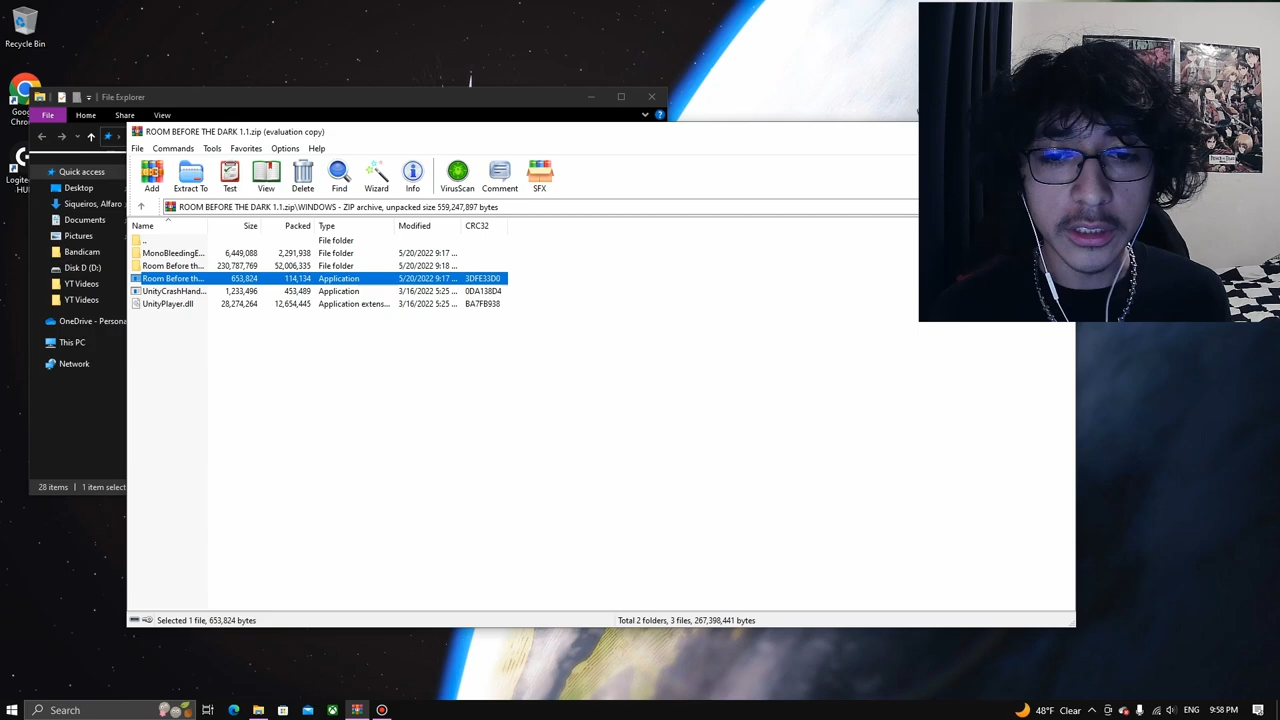 Recycle Bin
File Explorer
File Home Share View
Quick access
Desktop
Siqueiros, Alfaro
Documents
Pictures
Bandicam
Disk D (D:)
YT Videos
YT Videos
OneDrive - Persona
This PC
Network
28 items 1 item select
ROOM BEFORE THE DARK 1.1.zip (evaluation copy)
File Commands Tools Favorites Options Help
Add Extract To Test View Delete Find Wizard Info VirusScan Comment SFX
ROOM BEFORE THE DARK 1.1.zip\WINDOWS - ZIP archive, unpacked size 559,247,897 bytes
Name Size Packed Type Modified CRC32
.. File folder
MonoBleedingE... 6,449,088 2,291,938 File folder 5/20/2022 9:17 ...
Room Before th... 230,787,769 52,006,335 File folder 5/20/2022 9:18 ...
Room Before th... 653,824 114,134 Application 5/20/2022 9:17 ... 3DFE33D0
UnityCrashHand... 1,233,496 453,489 Application 3/16/2022 5:25 ... 0DA138D4
UnityPlayer.dll 28,274,264 12,654,445 Application extens... 3/16/2022 5:25 ... BA7FB938
Selected 1 file, 653,824 bytes
Total 2 folders, 3 files, 267,398,441 bytes
Search
48°F Clear
ENG
9:58 PM